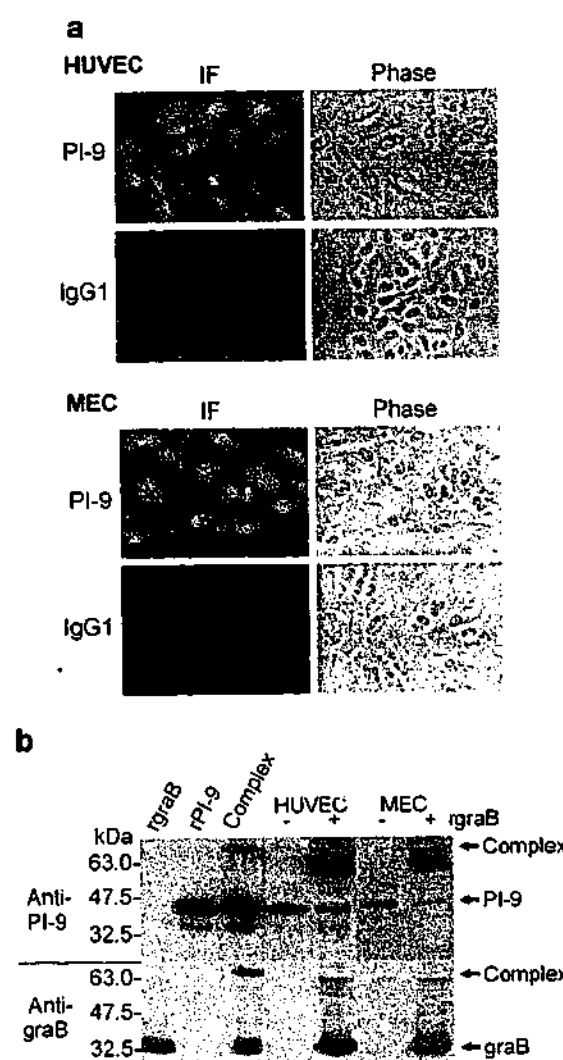 a
HUVEC
IF Phase
PI-9
IgG1
MEC
IF Phase
PI-9
IgG1
b
rgraB rPI-9 Complex HUVEC MEC
- + - + rgraB
kDa
Complex
63.0-
Anti-PI-9
47.5-
PI-9
32.5-
63.0-
Complex
Anti-graB
47.5-
32.5-
graB